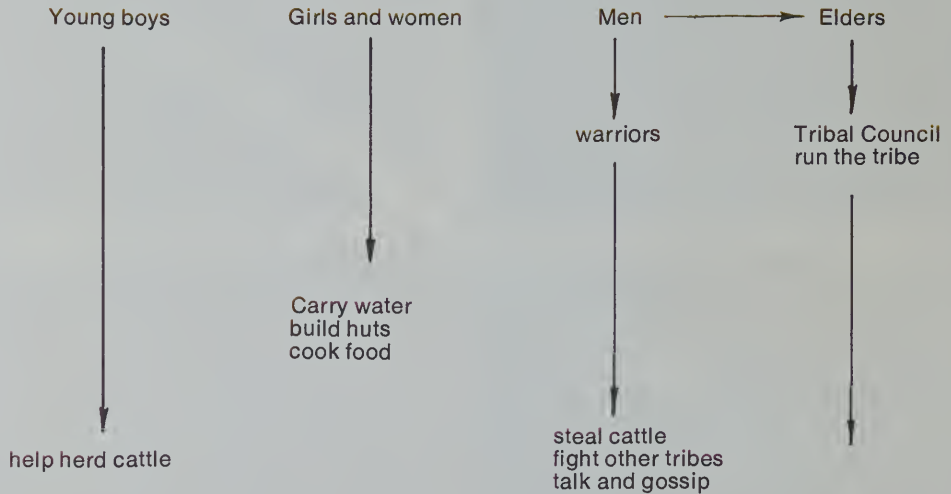 Young boys
Girls and women
Men
Elders
warriors
Tribal Council
run the tribe
Carry water
build huts
cook food
help herd cattle
steal cattle
fight other tribes
talk and gossip